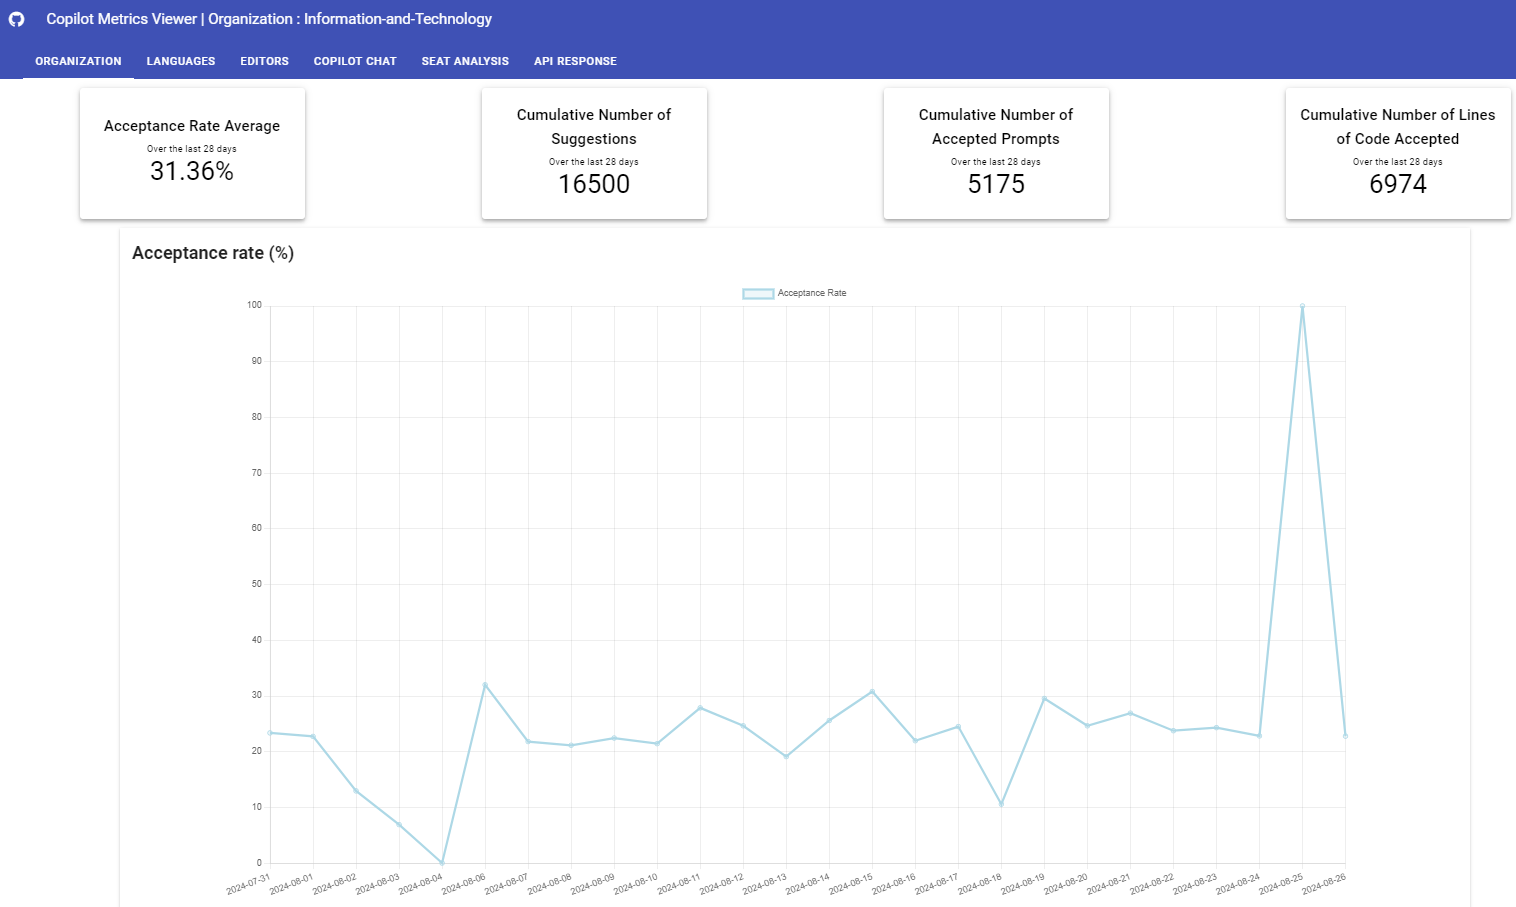 Copilot Metrics Viewer | Organization : Information-and-Technology
ORGANIZATION
LANGUAGES
EDITORS
COPILOT CHAT
SEAT ANALYSIS
API RESPONSE
Acceptance Rate Average
Over the last 28 days
31.36%
Cumulative Number of
Suggestions
Over the last 28 days
16500
Cumulative Number of
Accepted Prompts
Over the last 28 days
5175
Cumulative Number of Lines
of Code Accepted
Over the last 28 days
6974
Acceptance rate (%)
Acceptance Rate
100
90
80
70
60
50
40
30
20
10
0
2024-07-31
2024-08-01
2024-08-02
2024-08-03
2024-08-04
2024-08-06
2024-08-07
2024-08-08
2024-08-09
2024-08-10
2024-08-11
2024-08-12
2024-08-13
2024-08-14
2024-08-15
2024-08-16
2024-08-17
2024-08-18
2024-08-19
2024-08-20
2024-08-21
2024-08-22
2024-08-23
2024-08-24
2024-08-25
2024-08-26